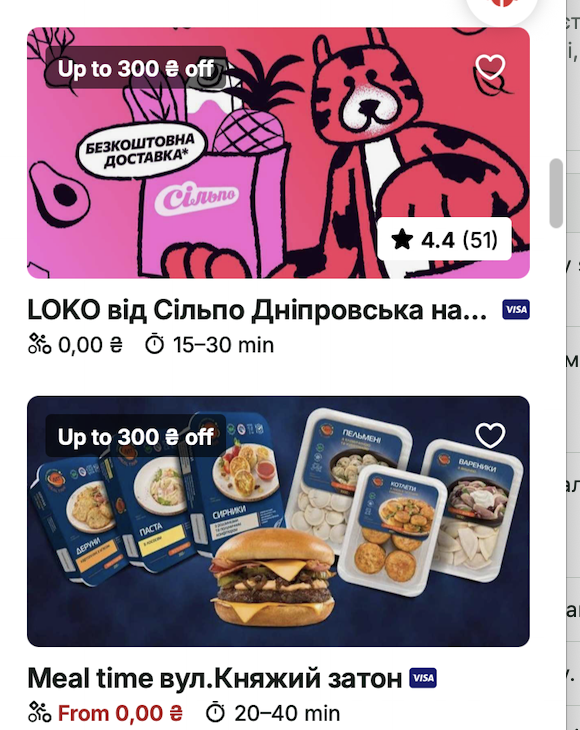 Up to 300 ₴ off
БЕЗКОШТОВНА
ДОСТАВКА*
Сільпо
4.4 (51)
LOKO від Сільпо Дніпровська на...
VISA
0,00 ₴ 15–30 min
Up to 300 ₴ off
ПЕЛЬМЕНІ
ВАРЕНИКИ
КОТЛЕТИ
СИРНИКИ
ПАСТА
ДЕРУНИ
Meal time вул.Княжий затон
VISA
From 0,00 ₴ 20–40 min